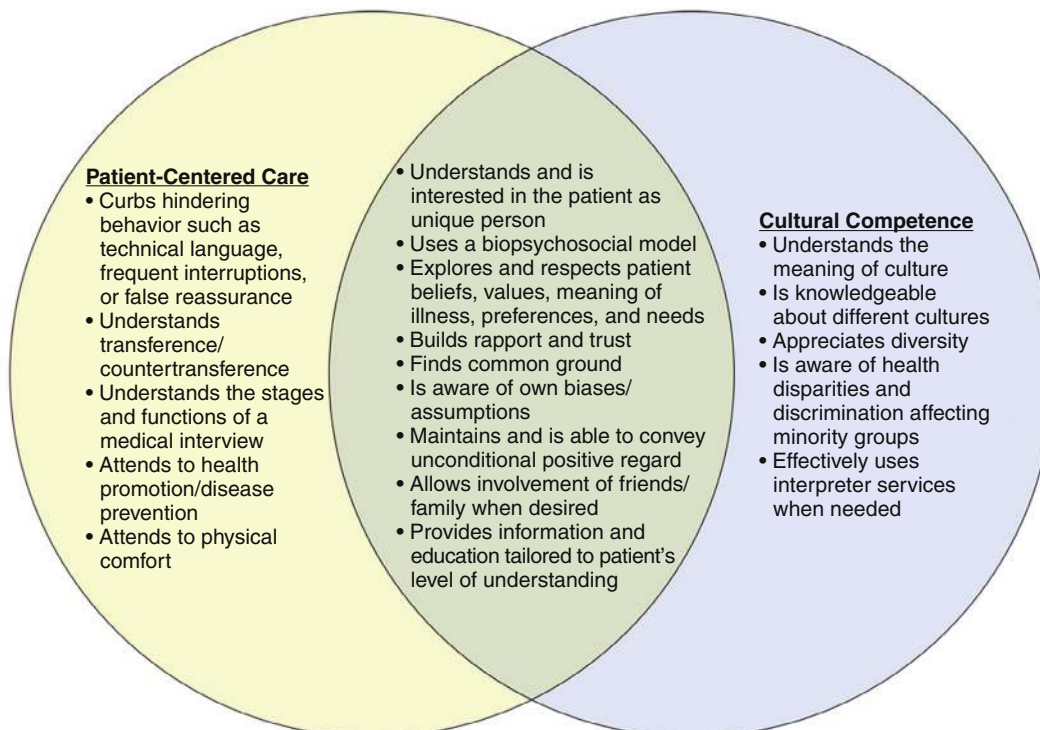 Patient-Centered Care
• Curbs hindering
behavior such as
technical language,
frequent interruptions,
or false reassurance
• Understands
transference/
countertransference
• Understands the stages
and functions of a
medical interview
• Attends to health
promotion/disease
prevention
• Attends to physical
comfort
• Understands and is
interested in the patient as
unique person
• Uses a biopsychosocial model
• Explores and respects patient
beliefs, values, meaning of
illness, preferences, and needs
• Builds rapport and trust
• Finds common ground
• Is aware of own biases/
assumptions
• Maintains and is able to convey
unconditional positive regard
• Allows involvement of friends/
family when desired
• Provides information and
education tailored to patient’s
level of understanding
Cultural Competence
• Understands the
meaning of culture
• Is knowledgeable
about different cultures
• Appreciates diversity
• Is aware of health
disparities and
discrimination affecting
minority groups
• Effectively uses
interpreter services
when needed